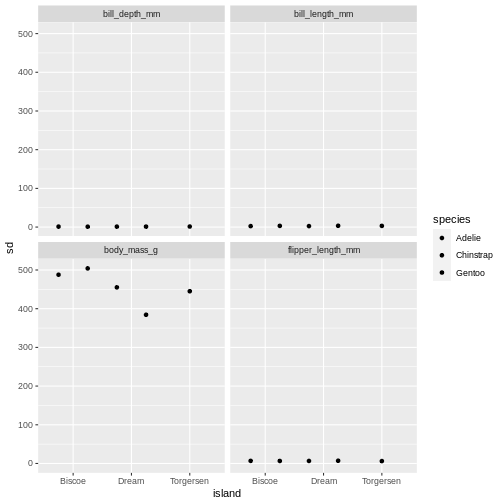 bill_depth_mm bill_length_mm
500
400
300
200
100
0
sd
body_mass_g flipper_length_mm
500
400
300
200
100
0
Biscoe Dream Torgersen Biscoe Dream Torgersen
island
species
Adelie
Chinstrap
Gentoo